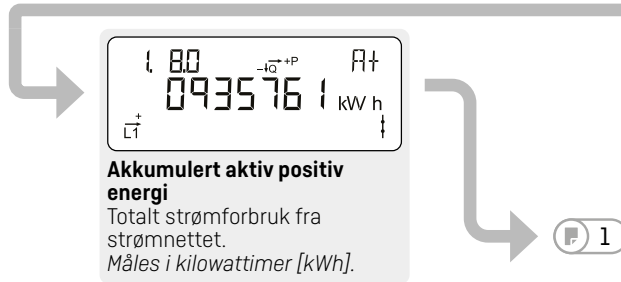 1. 8.0 -Q +P A+
0935761 kW h
+
L1
Akkumulert aktiv positiv
energi
Totalt strømforbruk fra
strømnettet.
Måles i kilowattimer [kWh].
1